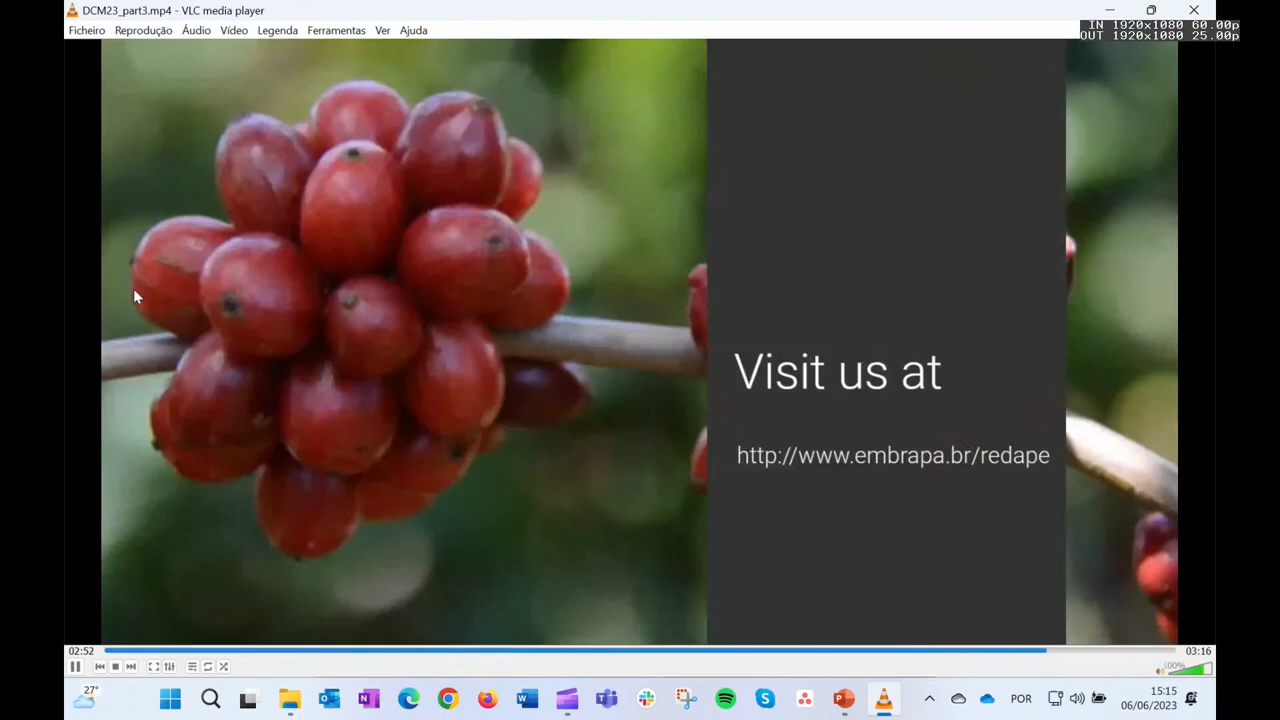 DCM23_part3.mp4 - VLC media player
Ficheiro Reprodução Áudio Vídeo Legenda Ferramentas Ver Ajuda
IN 1920x1080 60.00p
OUT 1920x1080 25.00p
Visit us at
http://www.embrapa.br/redape
02:52
03:16
100%
27°
POR
15:15
06/06/2023